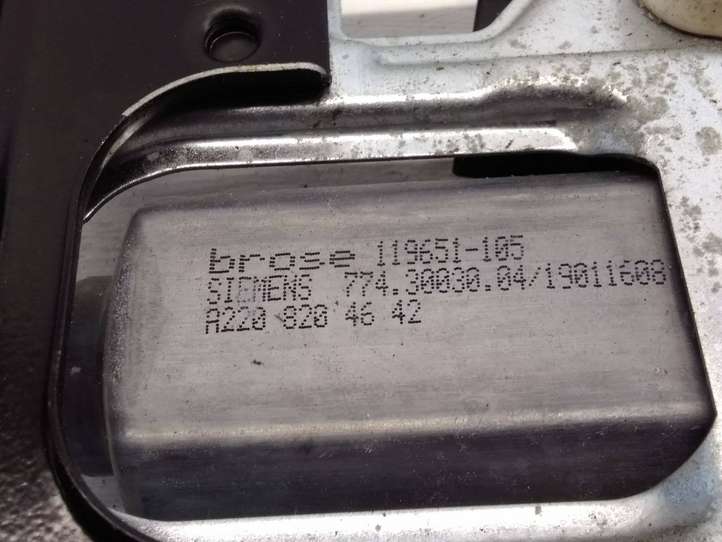 brose 119651-105
SIEMENS 774.30030.04/19011608
A220 820 46 42